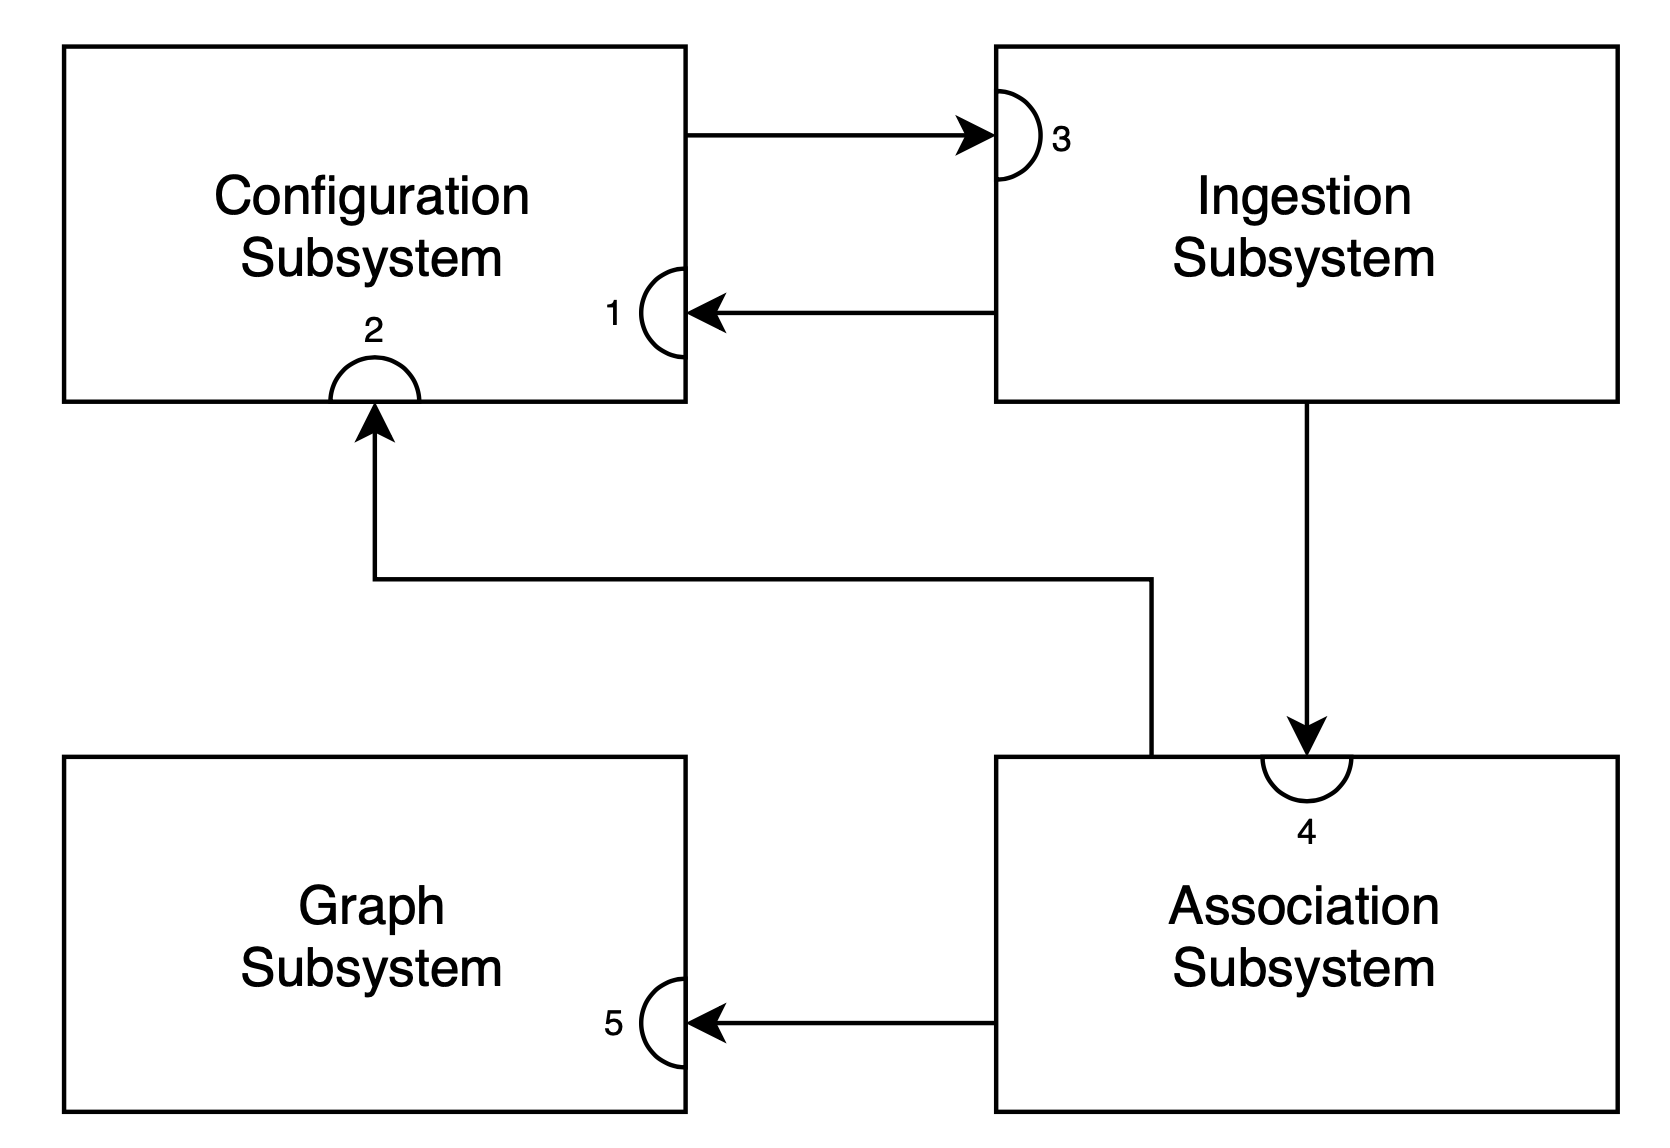 Configuration
Subsystem
1
2
3
Ingestion
Subsystem
Graph
Subsystem
5
4
Association
Subsystem